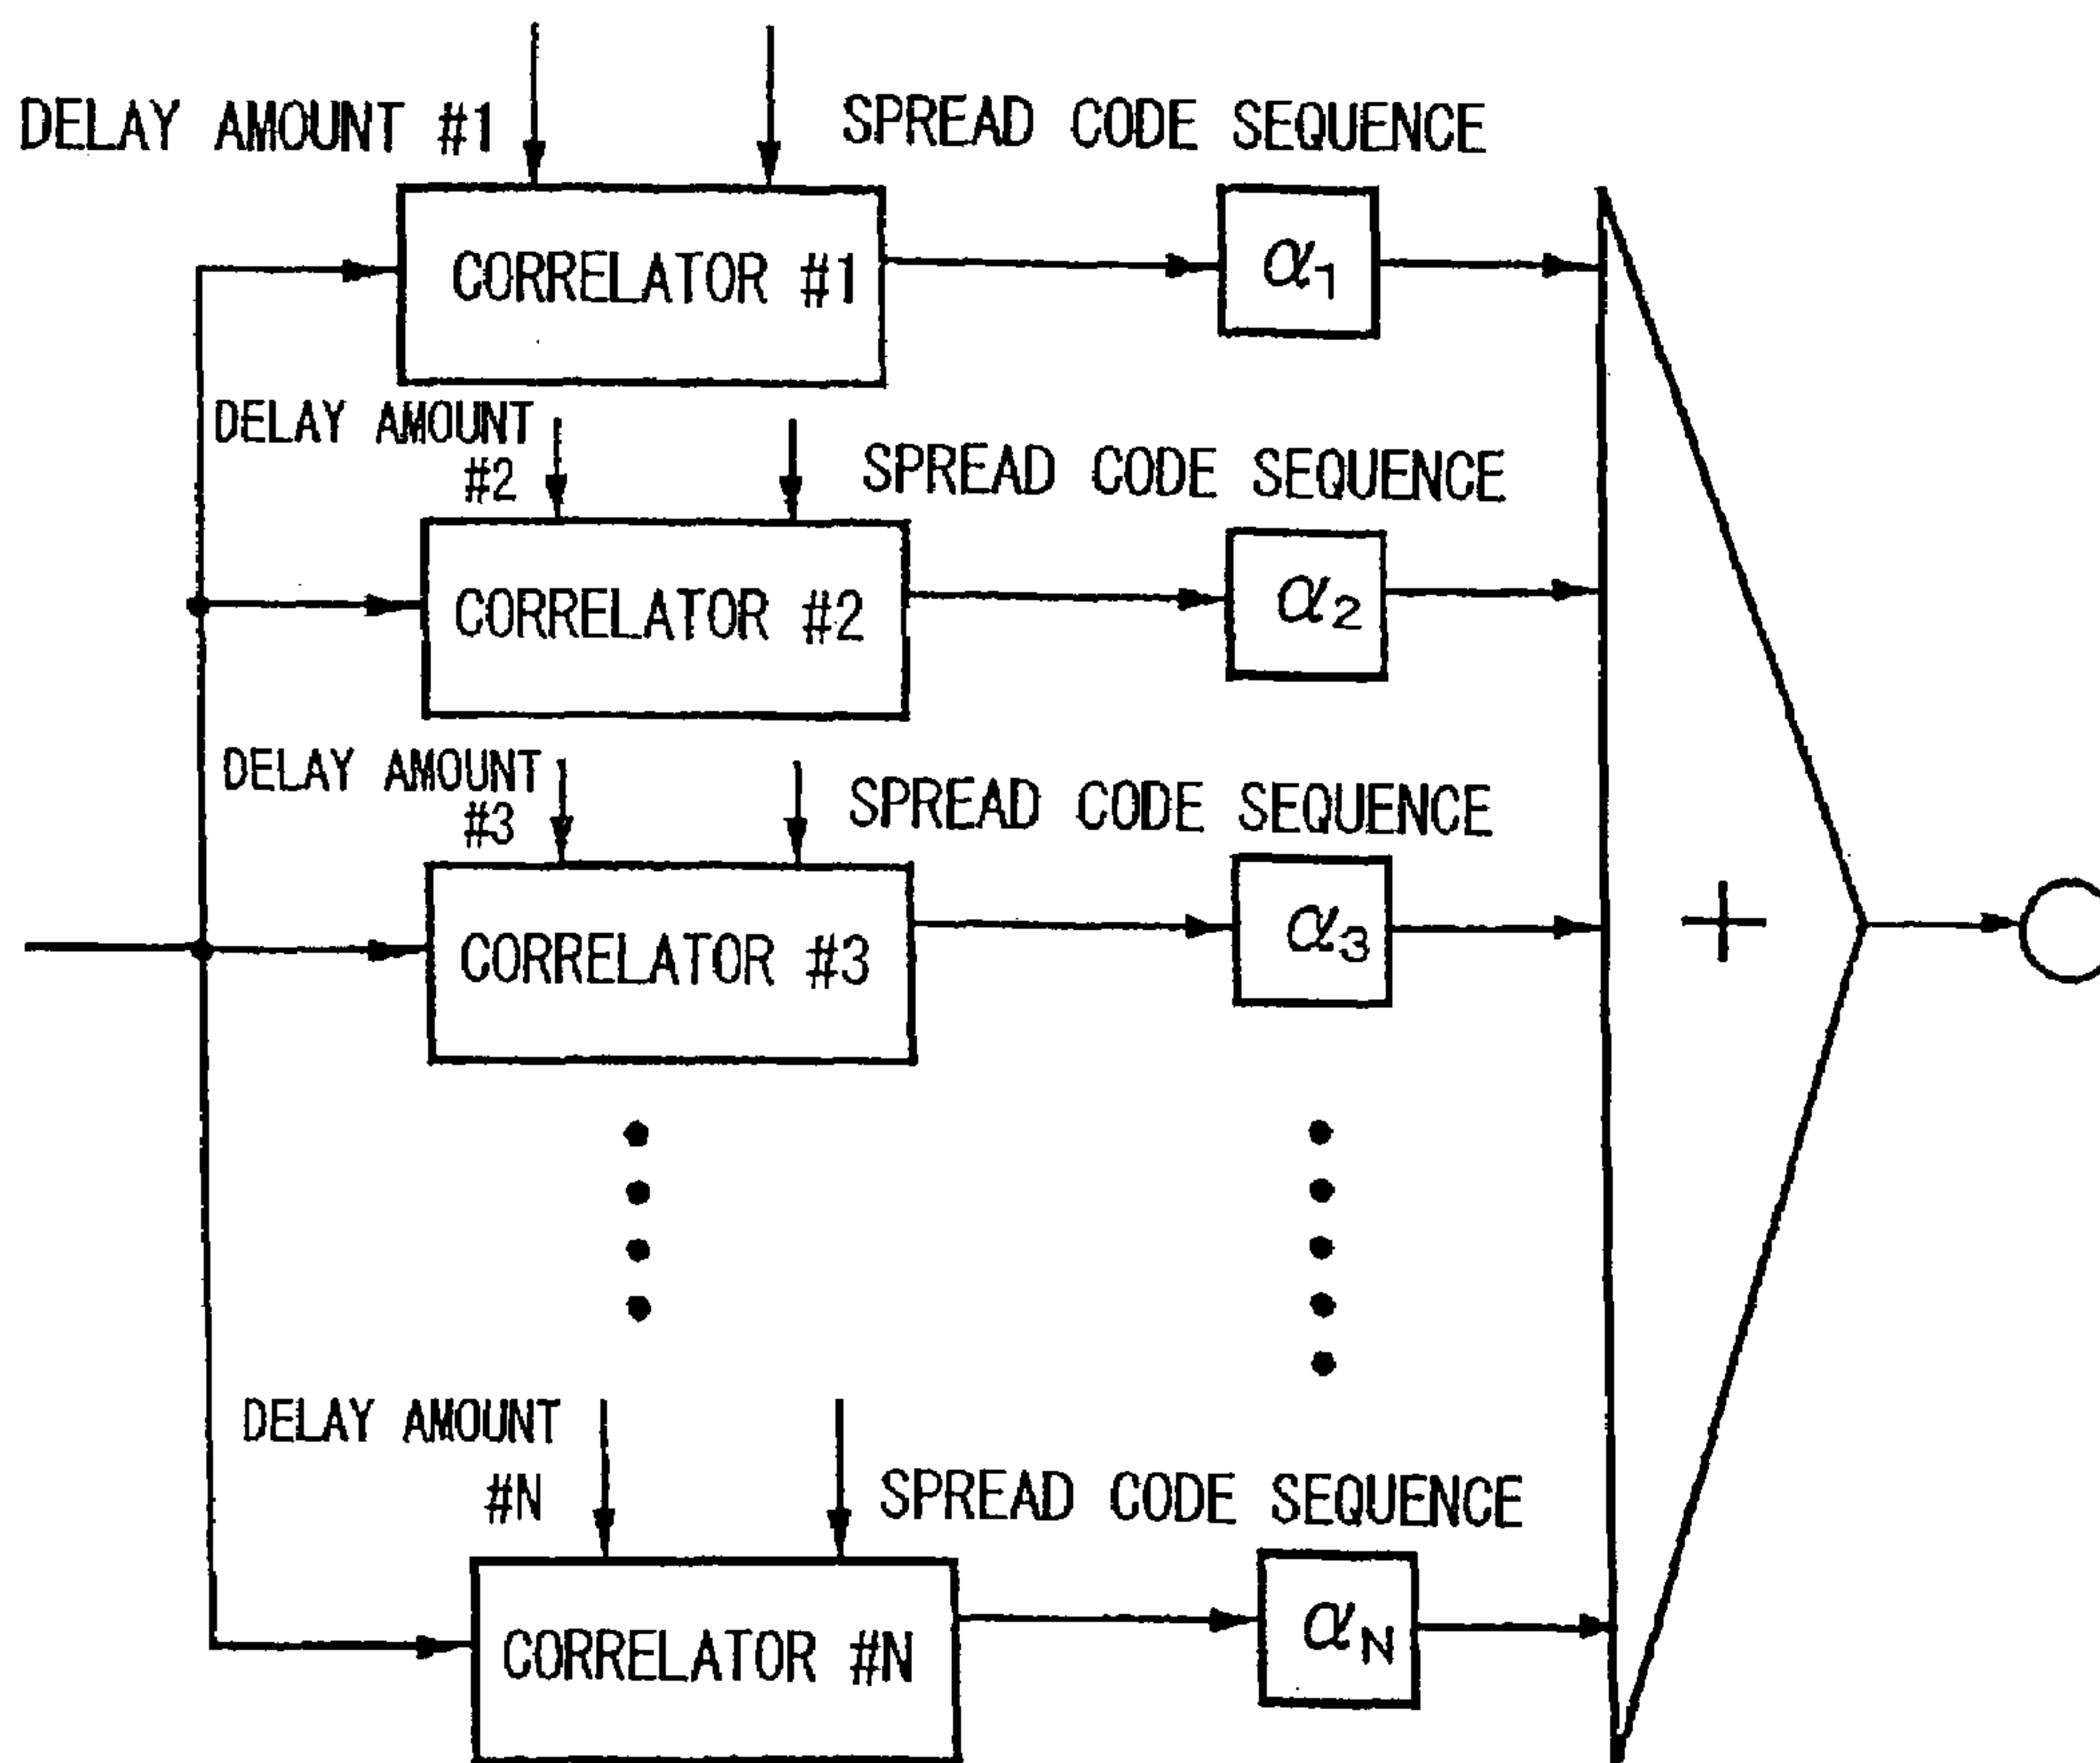 DELAY AMOUNT #1
SPREAD CODE SEQUENCE
CORRELATOR #1
α1
DELAY AMOUNT
#2
SPREAD CODE SEQUENCE
CORRELATOR #2
α2
DELAY AMOUNT
#3
SPREAD CODE SEQUENCE
CORRELATOR #3
α3
+
DELAY AMOUNT
#N
SPREAD CODE SEQUENCE
CORRELATOR #N
αN